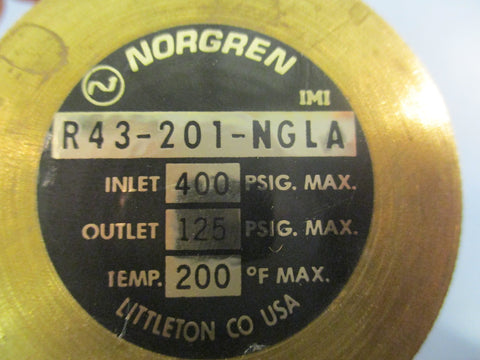 NORGREN
IMI
R43-201-NGLA
INLET 400 PSIG. MAX.
OUTLET 125 PSIG. MAX.
TEMP. 200 °F MAX.
LITTLETON CO USA